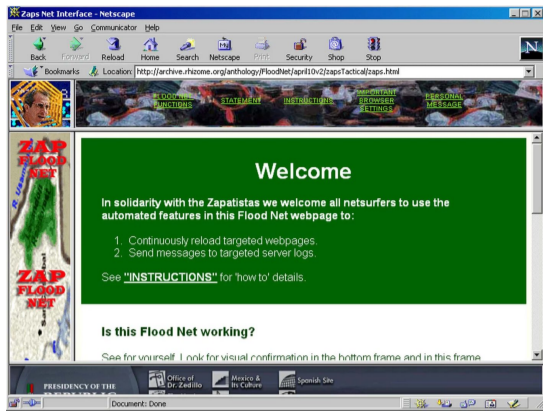 Zaps Net Interface - Netscape
File Edit View Go Communicator Help
Back Forward Reload Home Search Netscape Print Security Shop Stop
Bookmarks Location: http://archive.rhizome.org/anthology/FloodNet/april10v2/zapsTactical/zaps.html
FLOOD NET FUNCTIONS
STATEMENT
INSTRUCTIONS
IMPORTANT BROWSER SETTINGS
PERSONAL MESSAGE
ZAP
FLOOD
NET
ZAP
FLOOD
NET
Welcome
In solidarity with the Zapatistas we welcome all netsurfers to use the
automated features in this Flood Net webpage to:
1. Continuously reload targeted webpages.
2. Send messages to targeted server logs.
See "INSTRUCTIONS" for 'how to' details.
Is this Flood Net working?
See for yourself. Look for visual confirmation in the bottom frame and in this frame
PRESIDENCY OF THE
Office of
Dr. Zedillo
Mexico &
Its Culture
Spanish Site
Document: Done